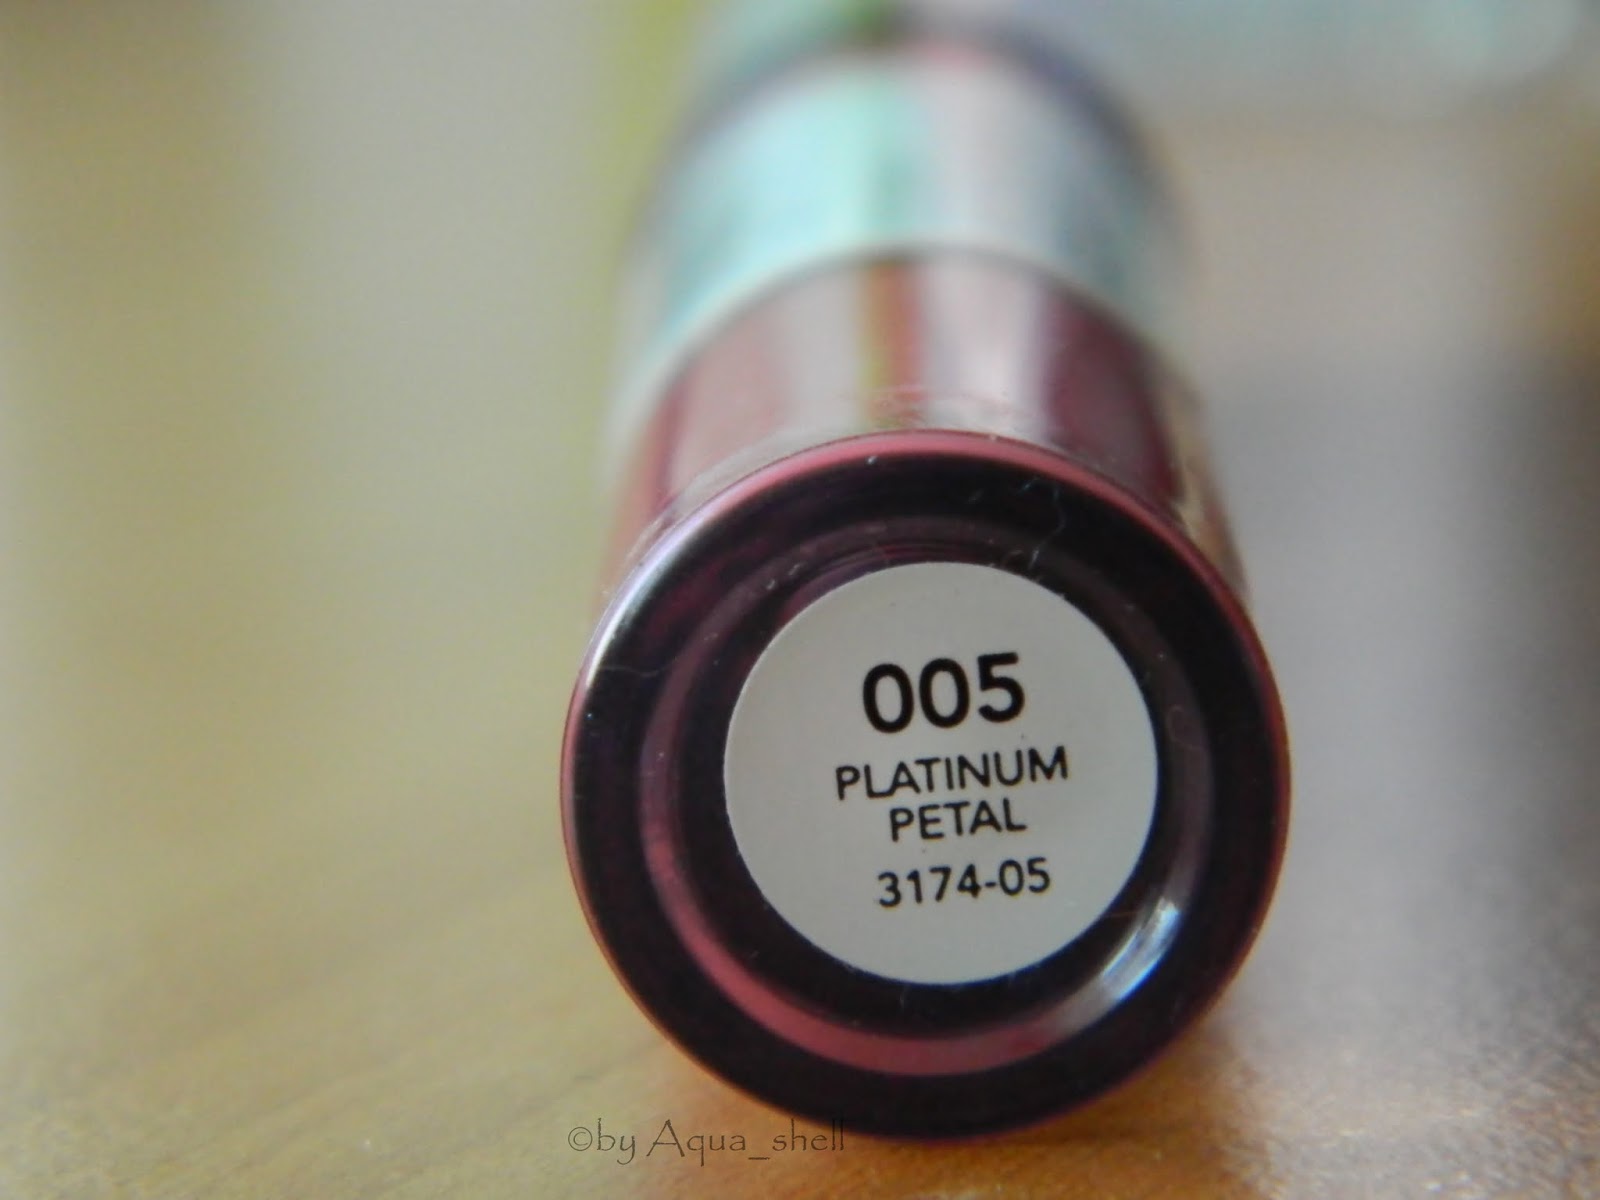 005
PLATINUM
PETAL
3174-05
©by Aqua_shell